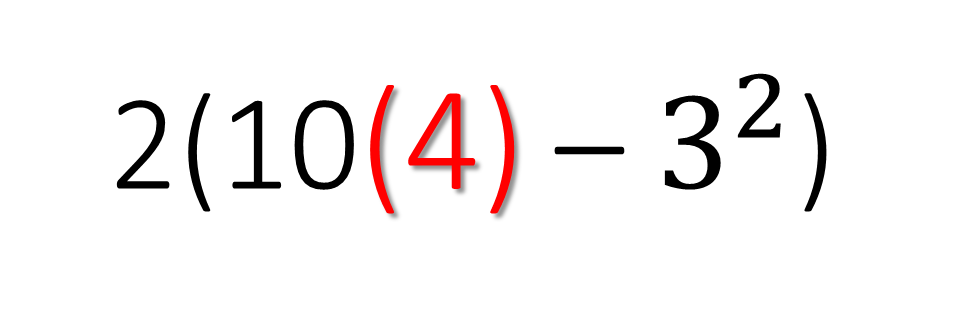 2(10(4) – 3²)